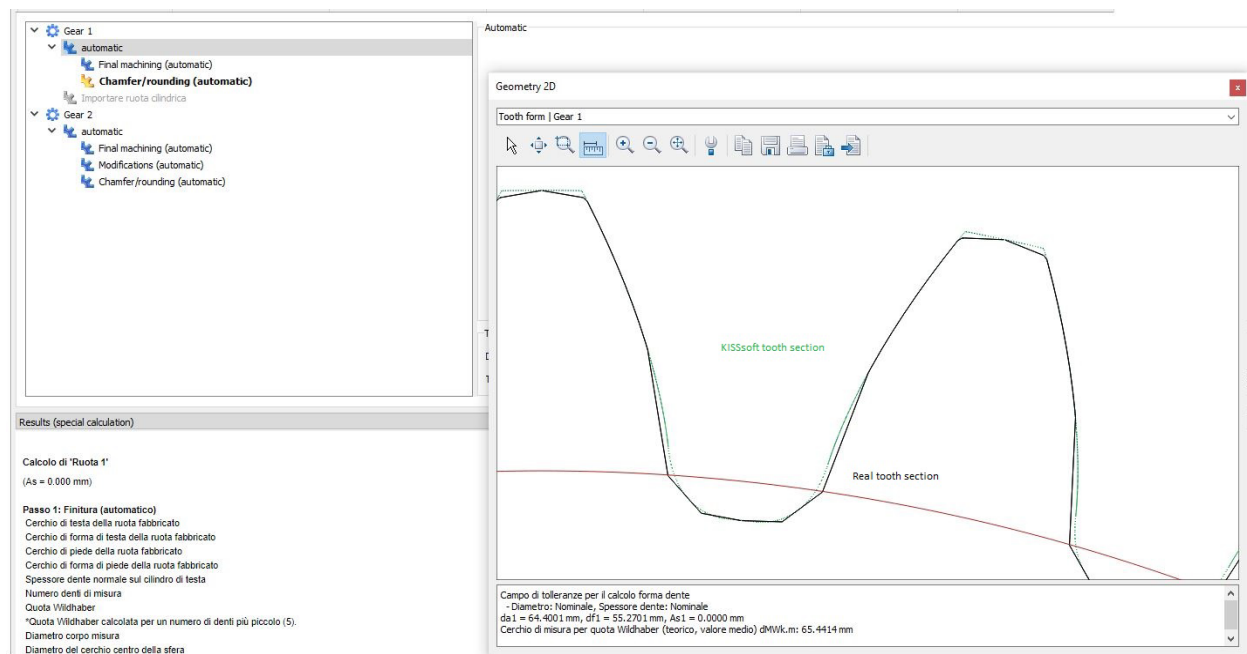 Gear 1
automatic
Final machining (automatic)
Chamfer/rounding (automatic)
Importare ruota cilindrica
Gear 2
automatic
Final machining (automatic)
Modifications (automatic)
Chamfer/rounding (automatic)
Automatic
Geometry 2D
Tooth form | Gear 1
KISSsoft tooth section
Real tooth section
Results (special calculation)
Calcolo di 'Ruota 1'
(As = 0.000 mm)
Passo 1: Finitura (automatico)
Cerchio di testa della ruota fabbricato
Cerchio di forma di testa della ruota fabbricato
Cerchio di piede della ruota fabbricato
Cerchio di forma di piede della ruota fabbricato
Spessore dente normale sul cilindro di testa
Numero denti di misura
Quota Wildhaber
*Quota Wildhaber calcolata per un numero di denti più piccolo (5).
Diametro corpo misura
Diametro del cerchio centro della sfera
Campo di tolleranze per il calcolo forma dente
- Diametro: Nominale, Spessore dente: Nominale
da1 = 64.4001 mm, df1 = 55.2701 mm, As1 = 0.0000 mm
Cerchio di misura per quota Wildhaber (teorico, valore medio) dMWk.m: 65.4414 mm